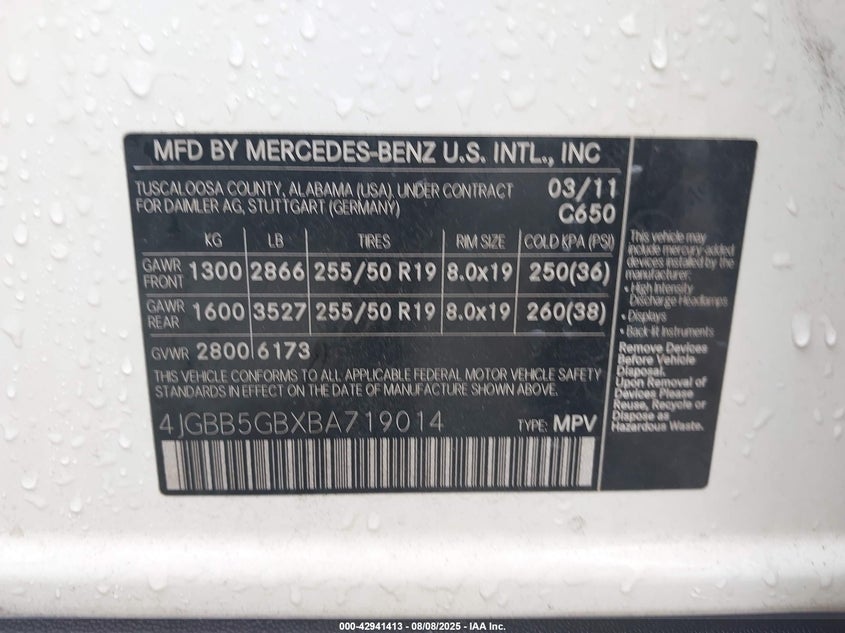 MFD BY MERCEDES-BENZ U.S. INTL., INC
TUSCALOOSA COUNTY, ALABAMA (USA), UNDER CONTRACT
FOR DAIMLER AG, STUTTGART (GERMANY)
03/11
C650
KG LB TIRES RIM SIZE COLD KPA (PSI)
GAWR FRONT 1300 2866 255/50 R19 8.0x19 250(36)
GAWR REAR 1600 3527 255/50 R19 8.0x19 260(38)
GVWR 2800 6173
THIS VEHICLE CONFORMS TO ALL APPLICABLE FEDERAL MOTOR VEHICLE SAFETY
STANDARDS IN EFFECT ON THE DATE OF MANUFACTURE SHOWN ABOVE.
4JGBB5GBXBA719014 TYPE: MPV
This vehicle may
include mercury-added
devices installed by the
manufacturer:
• High Intensity
Discharge Headlamps
• Displays
• Back-lit Instruments
Remove Devices
Before Vehicle
Disposal.
Upon Removal of
Devices Please
Reuse, Recycle or
Dispose as
Hazardous Waste.
000-42941413 - 08/08/2025 - IAA Inc.